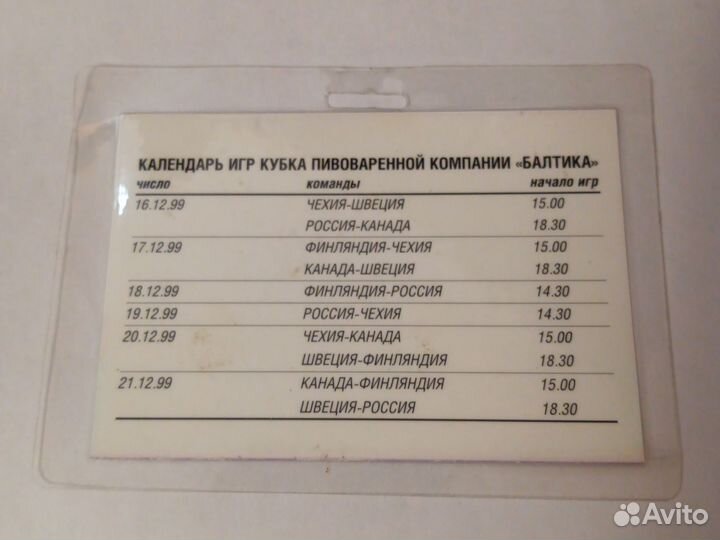 КАЛЕНДАРЬ ИГР КУБКА ПИВОВАРЕННОЙ КОМПАНИИ «БАЛТИКА»
число команды начало игр
16.12.99 ЧЕХИЯ-ШВЕЦИЯ 15.00
РОССИЯ-КАНАДА 18.30
17.12.99 ФИНЛЯНДИЯ-ЧЕХИЯ 15.00
КАНАДА-ШВЕЦИЯ 18.30
18.12.99 ФИНЛЯНДИЯ-РОССИЯ 14.30
19.12.99 РОССИЯ-ЧЕХИЯ 14.30
20.12.99 ЧЕХИЯ-КАНАДА 15.00
ШВЕЦИЯ-ФИНЛЯНДИЯ 18.30
21.12.99 КАНАДА-ФИНЛЯНДИЯ 15.00
ШВЕЦИЯ-РОССИЯ 18.30
Avito